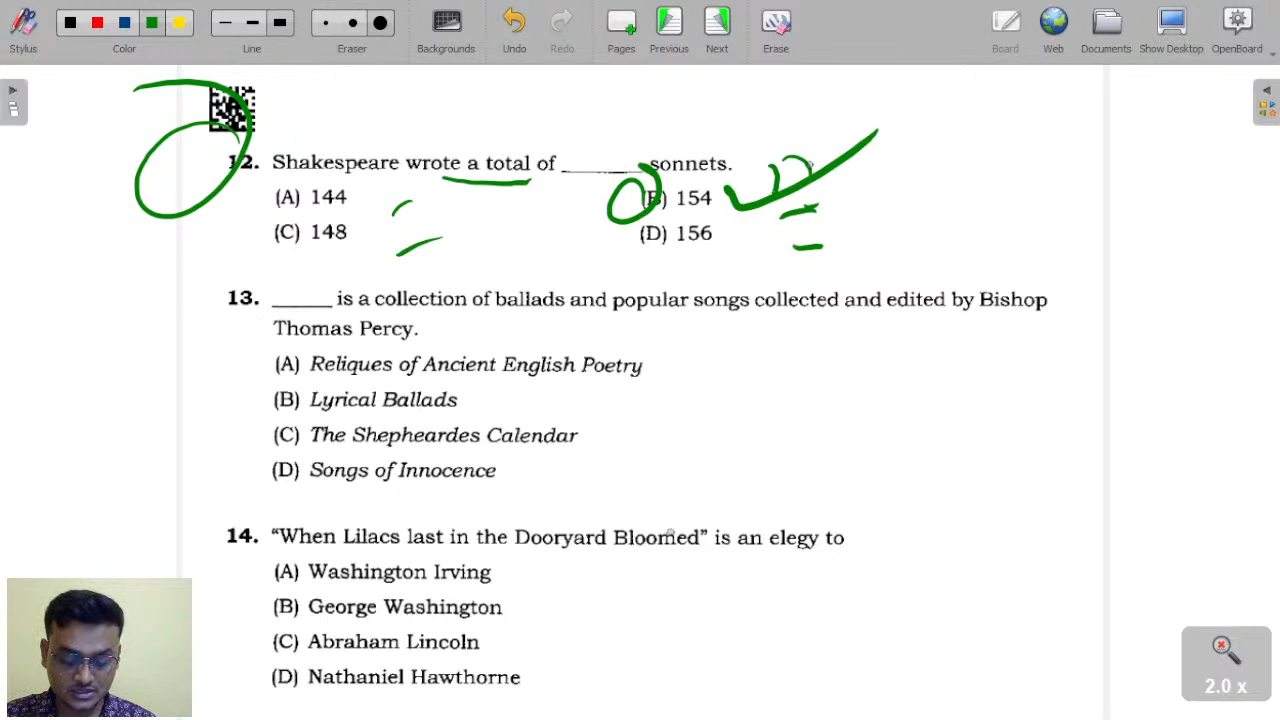 Stylus
Color
Line
Eraser
Backgrounds
Undo
Redo
Pages
Previous
Next
Erase
Board
Web
Documents
Show Desktop
OpenBoard
12. Shakespeare wrote a total of ______ sonnets.
(A) 144
(B) 154
(C) 148
(D) 156
13. _____ is a collection of ballads and popular songs collected and edited by Bishop
Thomas Percy.
(A) Reliques of Ancient English Poetry
(B) Lyrical Ballads
(C) The Shepheardes Calendar
(D) Songs of Innocence
14. “When Lilacs last in the Dooryard Bloomed” is an elegy to
(A) Washington Irving
(B) George Washington
(C) Abraham Lincoln
(D) Nathaniel Hawthorne
2.0 x